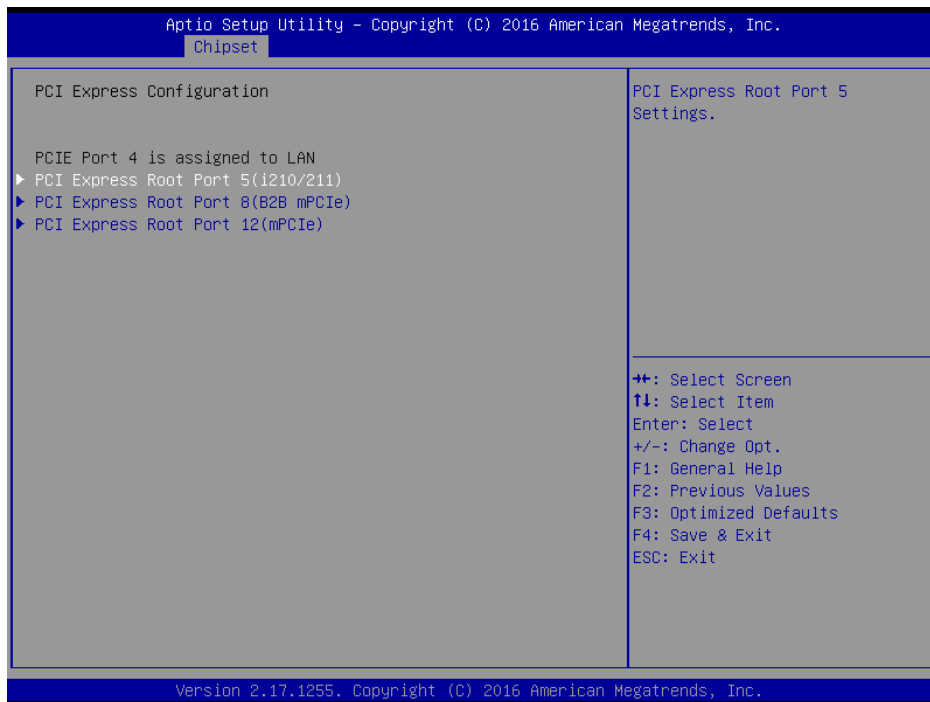 Aptio Setup Utility – Copyright (C) 2016 American Megatrends, Inc.
Chipset
PCI Express Configuration
PCIE Port 4 is assigned to LAN
▶ PCI Express Root Port 5(i210/211)
▶ PCI Express Root Port 8(B2B mPCIe)
▶ PCI Express Root Port 12(mPCIe)
PCI Express Root Port 5
Settings.
→←: Select Screen
↑↓: Select Item
Enter: Select
+/-: Change Opt.
F1: General Help
F2: Previous Values
F3: Optimized Defaults
F4: Save & Exit
ESC: Exit
Version 2.17.1255. Copyright (C) 2016 American Megatrends, Inc.